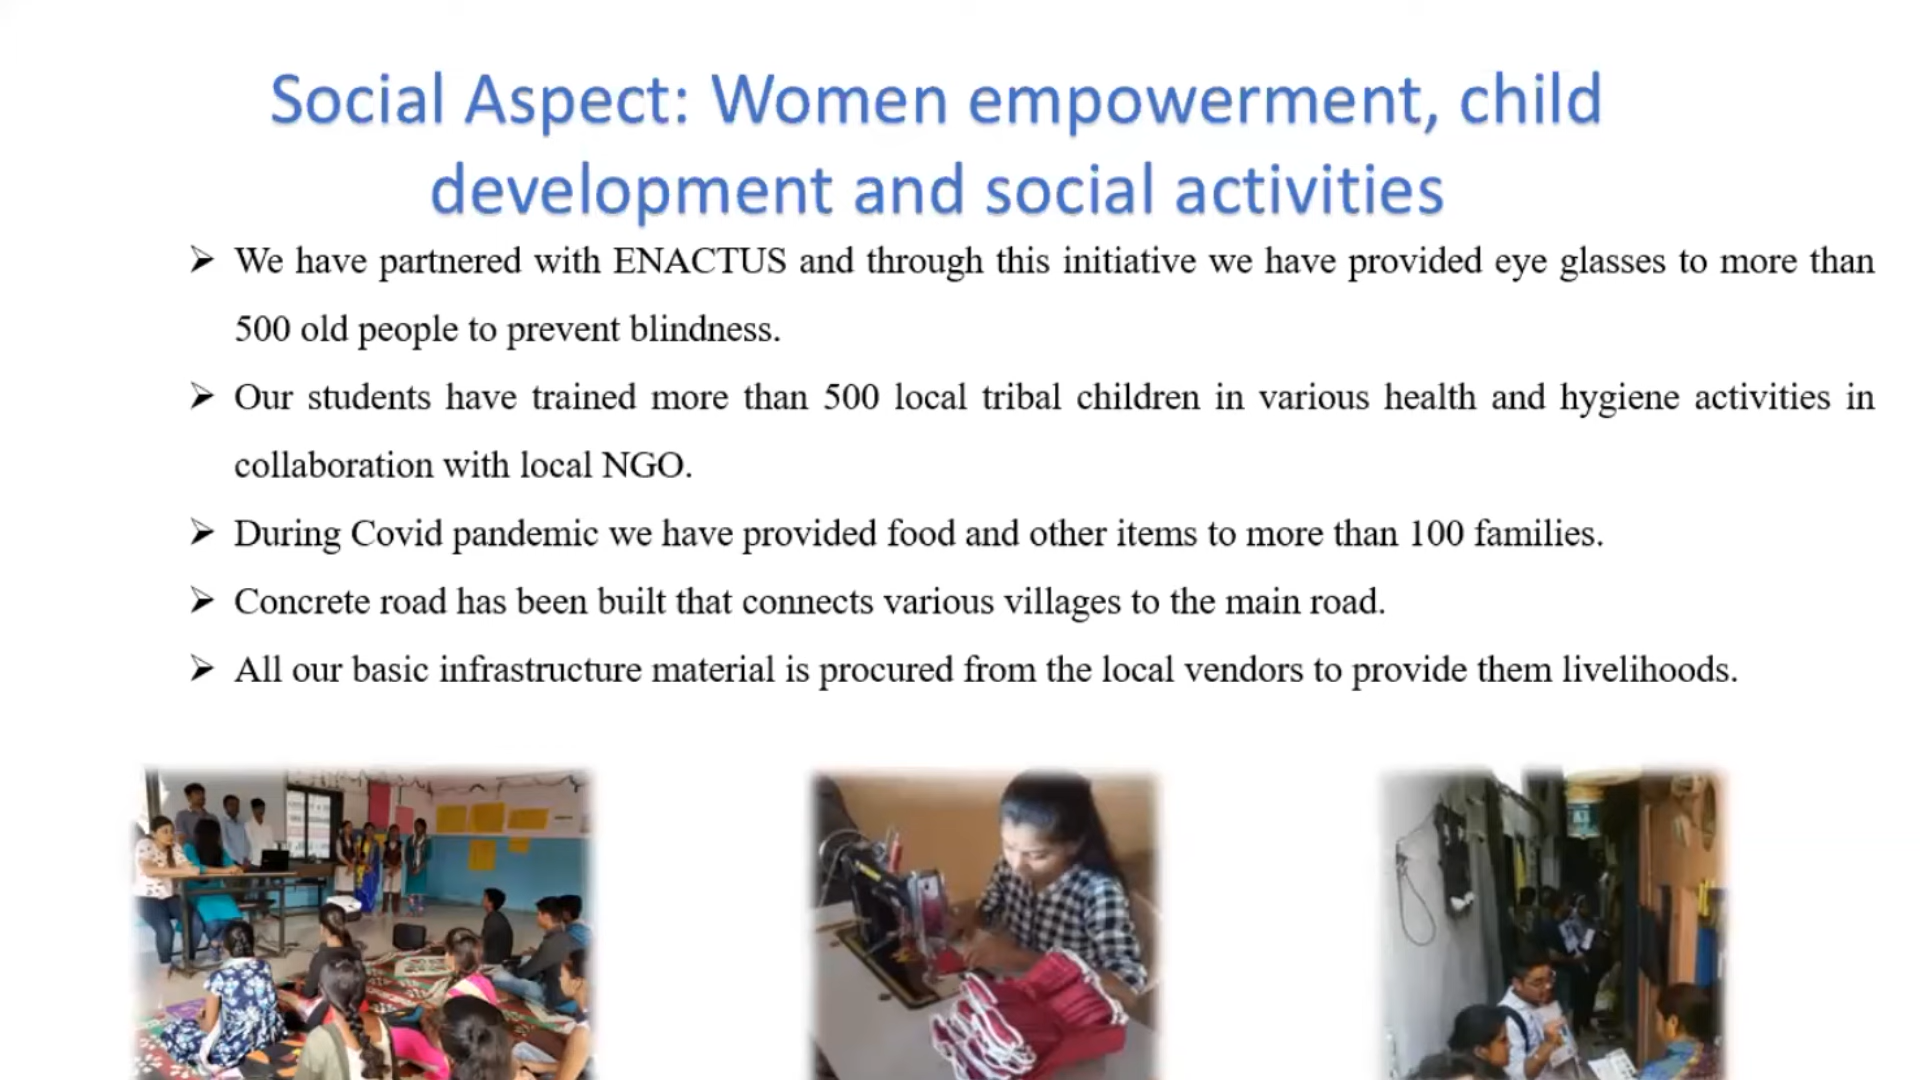 Social Aspect: Women empowerment, child
development and social activities
➢ We have partnered with ENACTUS and through this initiative we have provided eye glasses to more than
500 old people to prevent blindness.
➢ Our students have trained more than 500 local tribal children in various health and hygiene activities in
collaboration with local NGO.
➢ During Covid pandemic we have provided food and other items to more than 100 families.
➢ Concrete road has been built that connects various villages to the main road.
➢ All our basic infrastructure material is procured from the local vendors to provide them livelihoods.